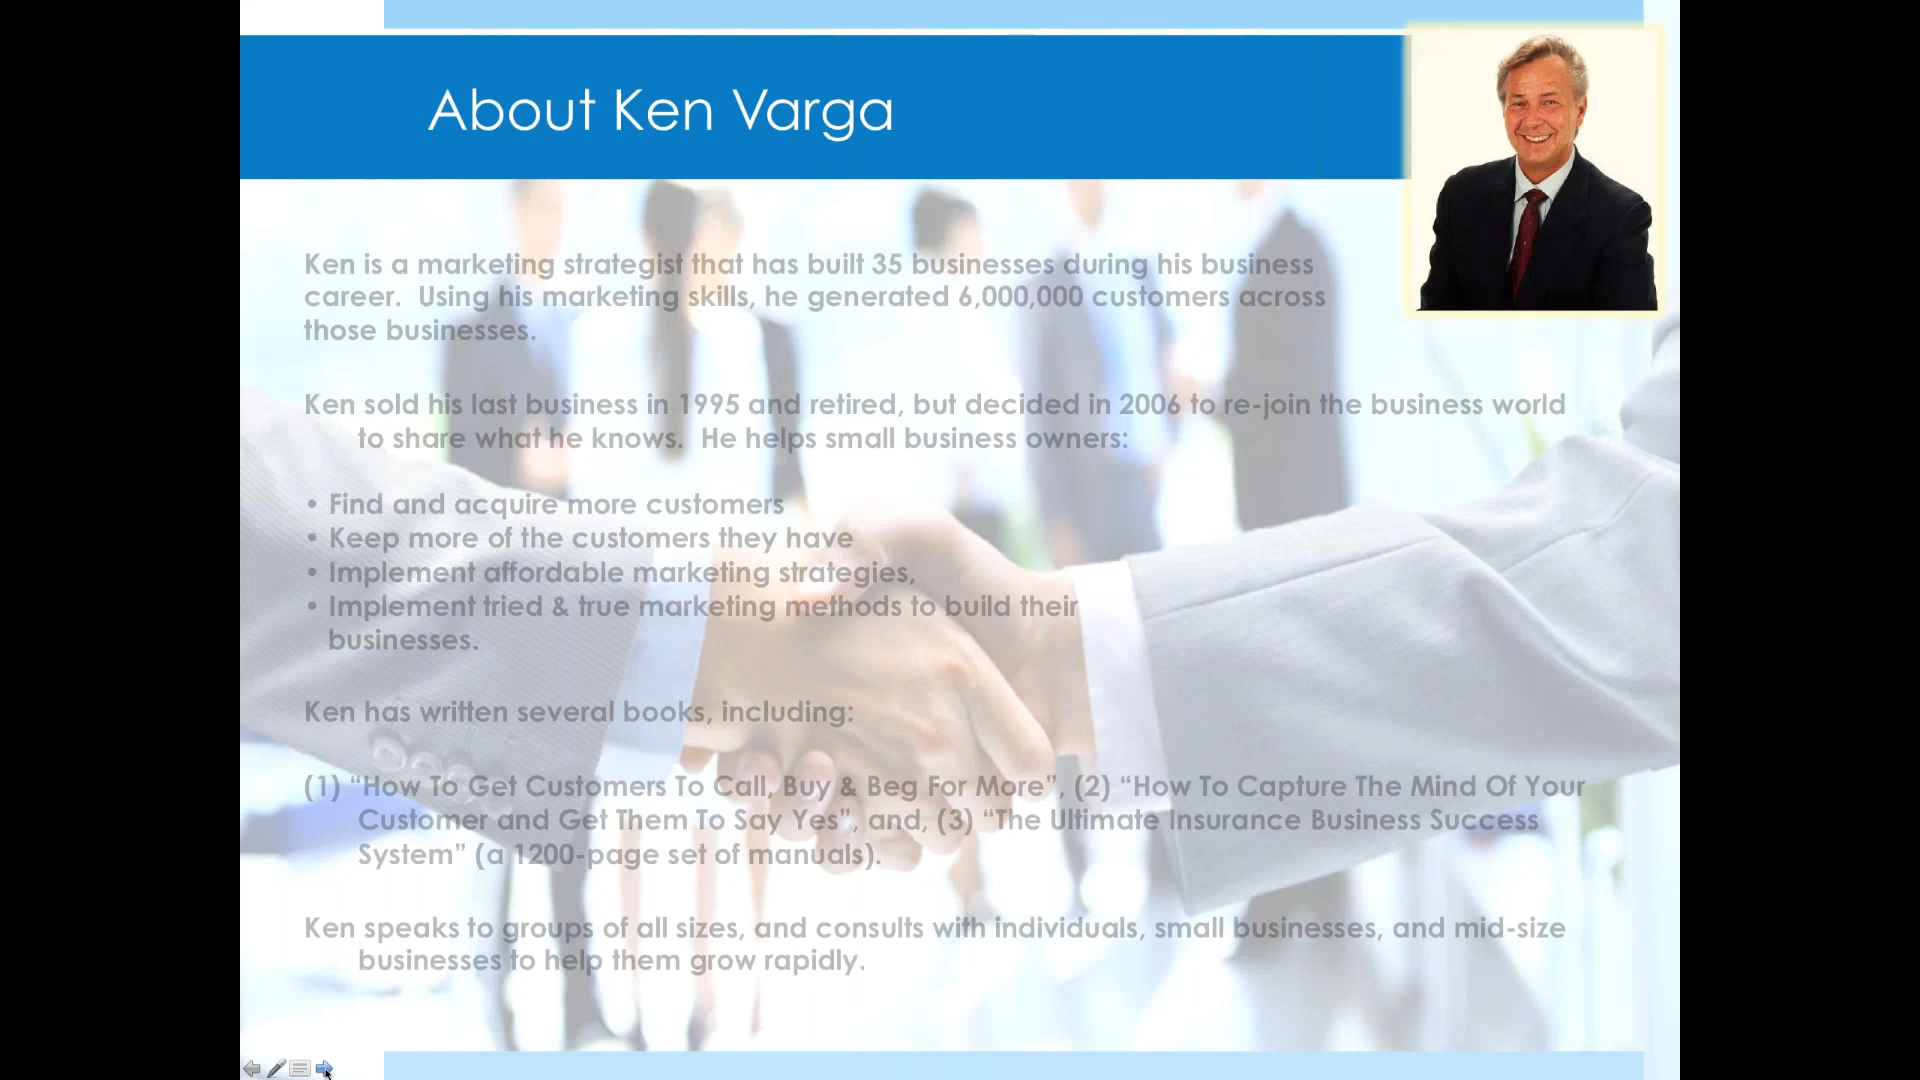 About Ken Varga
Ken is a marketing strategist that has built 35 businesses during his business
career.  Using his marketing skills, he generated 6,000,000 customers across
those businesses.
Ken sold his last business in 1995 and retired, but decided in 2006 to re-join the business world
to share what he knows.  He helps small business owners:
• Find and acquire more customers
• Keep more of the customers they have
• Implement affordable marketing strategies,
• Implement tried & true marketing methods to build their
businesses.
Ken has written several books, including:
(1) “How To Get Customers To Call, Buy & Beg For More”, (2) “How To Capture The Mind Of Your
Customer and Get Them To Say Yes”, and, (3) “The Ultimate Insurance Business Success
System” (a 1200-page set of manuals).
Ken speaks to groups of all sizes, and consults with individuals, small businesses, and mid-size
businesses to help them grow rapidly.